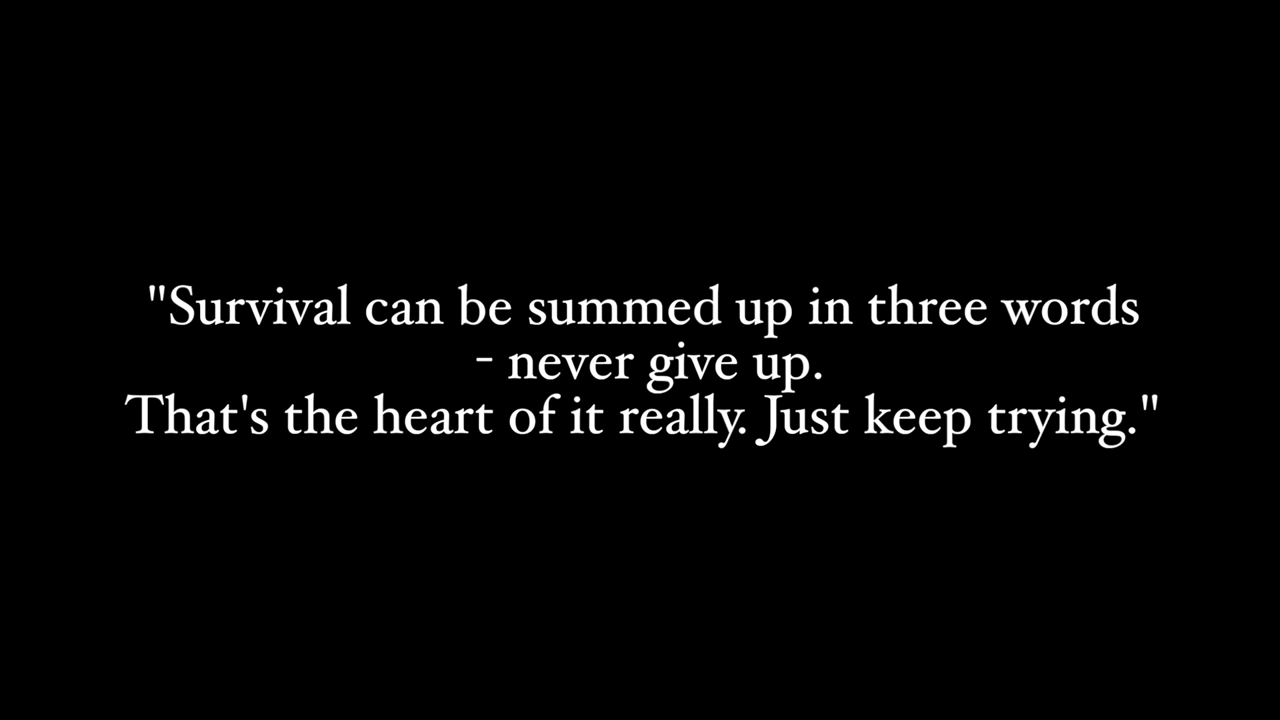 "Survival can be summed up in three words
- never give up.
That's the heart of it really. Just keep trying."